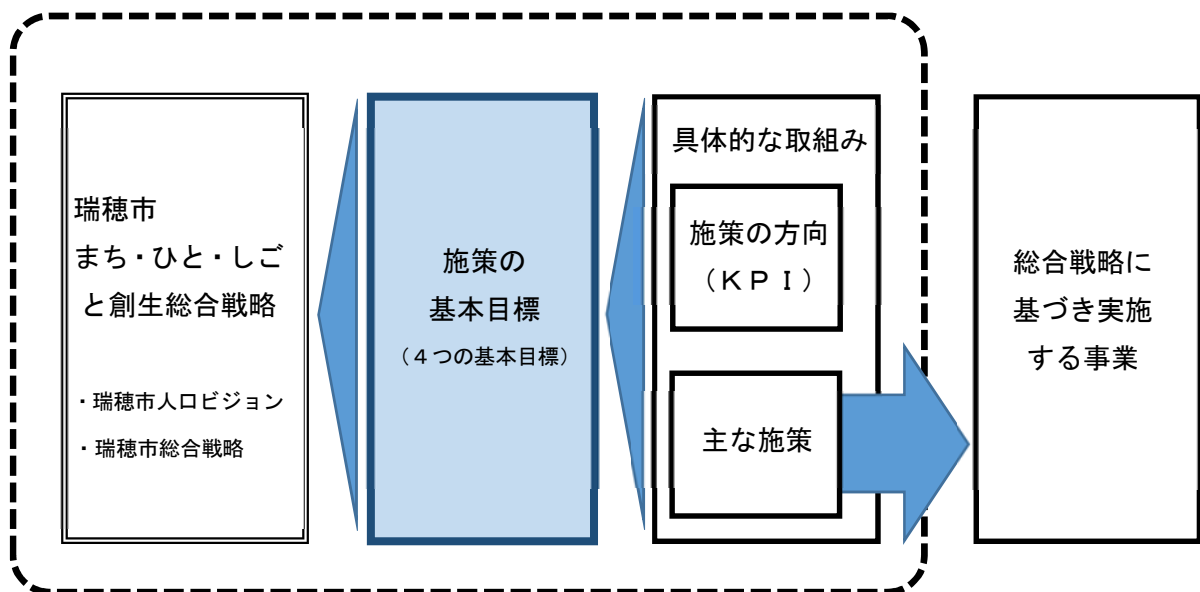 瑞穂市
まち・ひと・しご
と創生総合戦略
・瑞穂市人口ビジョン
・瑞穂市総合戦略
施策の
基本目標
（４つの基本目標）
具体的な取組み
施策の方向
（ＫＰＩ）
主な施策
総合戦略に
基づき実施
する事業